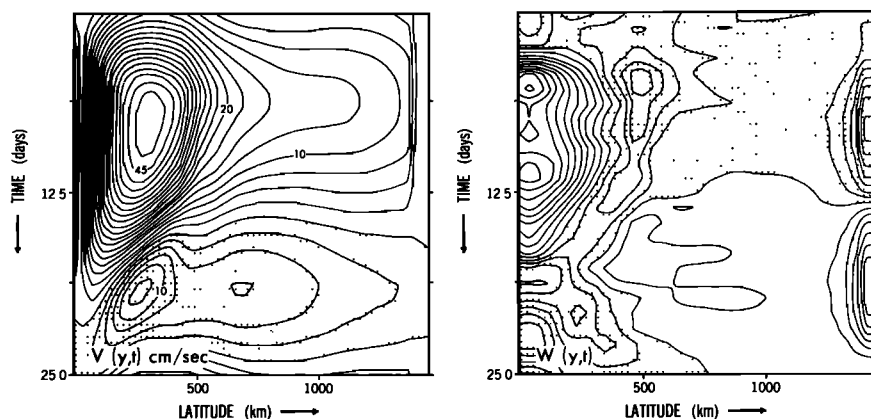 20
45
10
12.5
10
V (y,t) cm/sec
25 0
500
1000
← TIME (days)
LATITUDE (km) →
12.5
W (y,t)
25.0
500
1000
← TIME (days)
LATITUDE (km) →